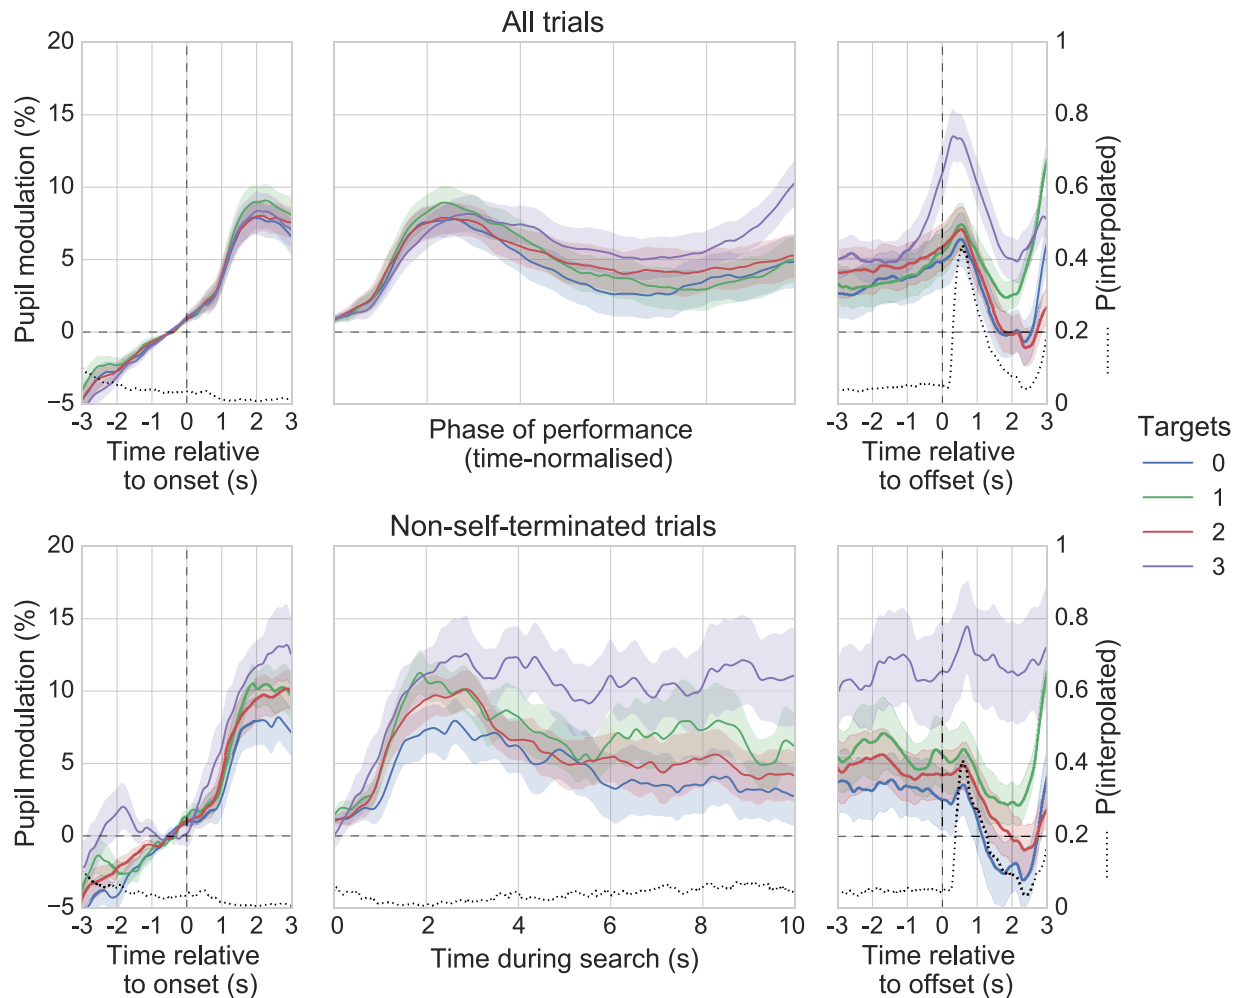 All trials
20
15
10
5
0
−5
Pupil modulation (%)
-3 -2 -1 0 1 2 3
Time relative
to onset (s)
Phase of performance
(time-normalised)
-3 -2 -1 0 1 2 3
Time relative
to offset (s)
1
0.8
0.6
0.4
0.2
0
P(interpolated)
Targets
0
1
2
3
Non-self-terminated trials
20
15
10
5
0
−5
Pupil modulation (%)
-3 -2 -1 0 1 2 3
Time relative
to onset (s)
0 2 4 6 8 10
Time during search (s)
-3 -2 -1 0 1 2 3
Time relative
to offset (s)
1
0.8
0.6
0.4
0.2
0
P(interpolated)